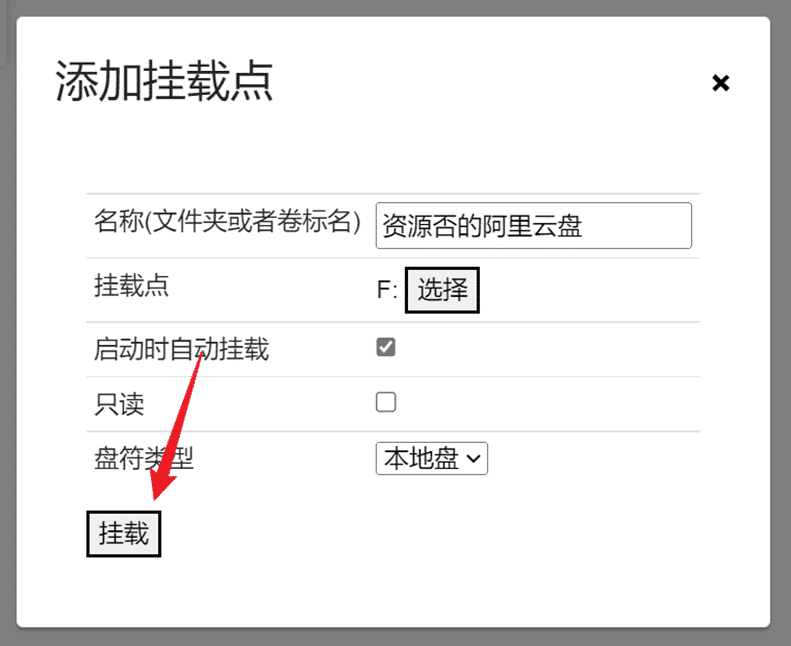 添加挂载点
名称(文件夹或者卷标名) 资源否的阿里云盘
挂载点 F: 选择
启动时自动挂载
只读
盘符类型 本地盘
挂载